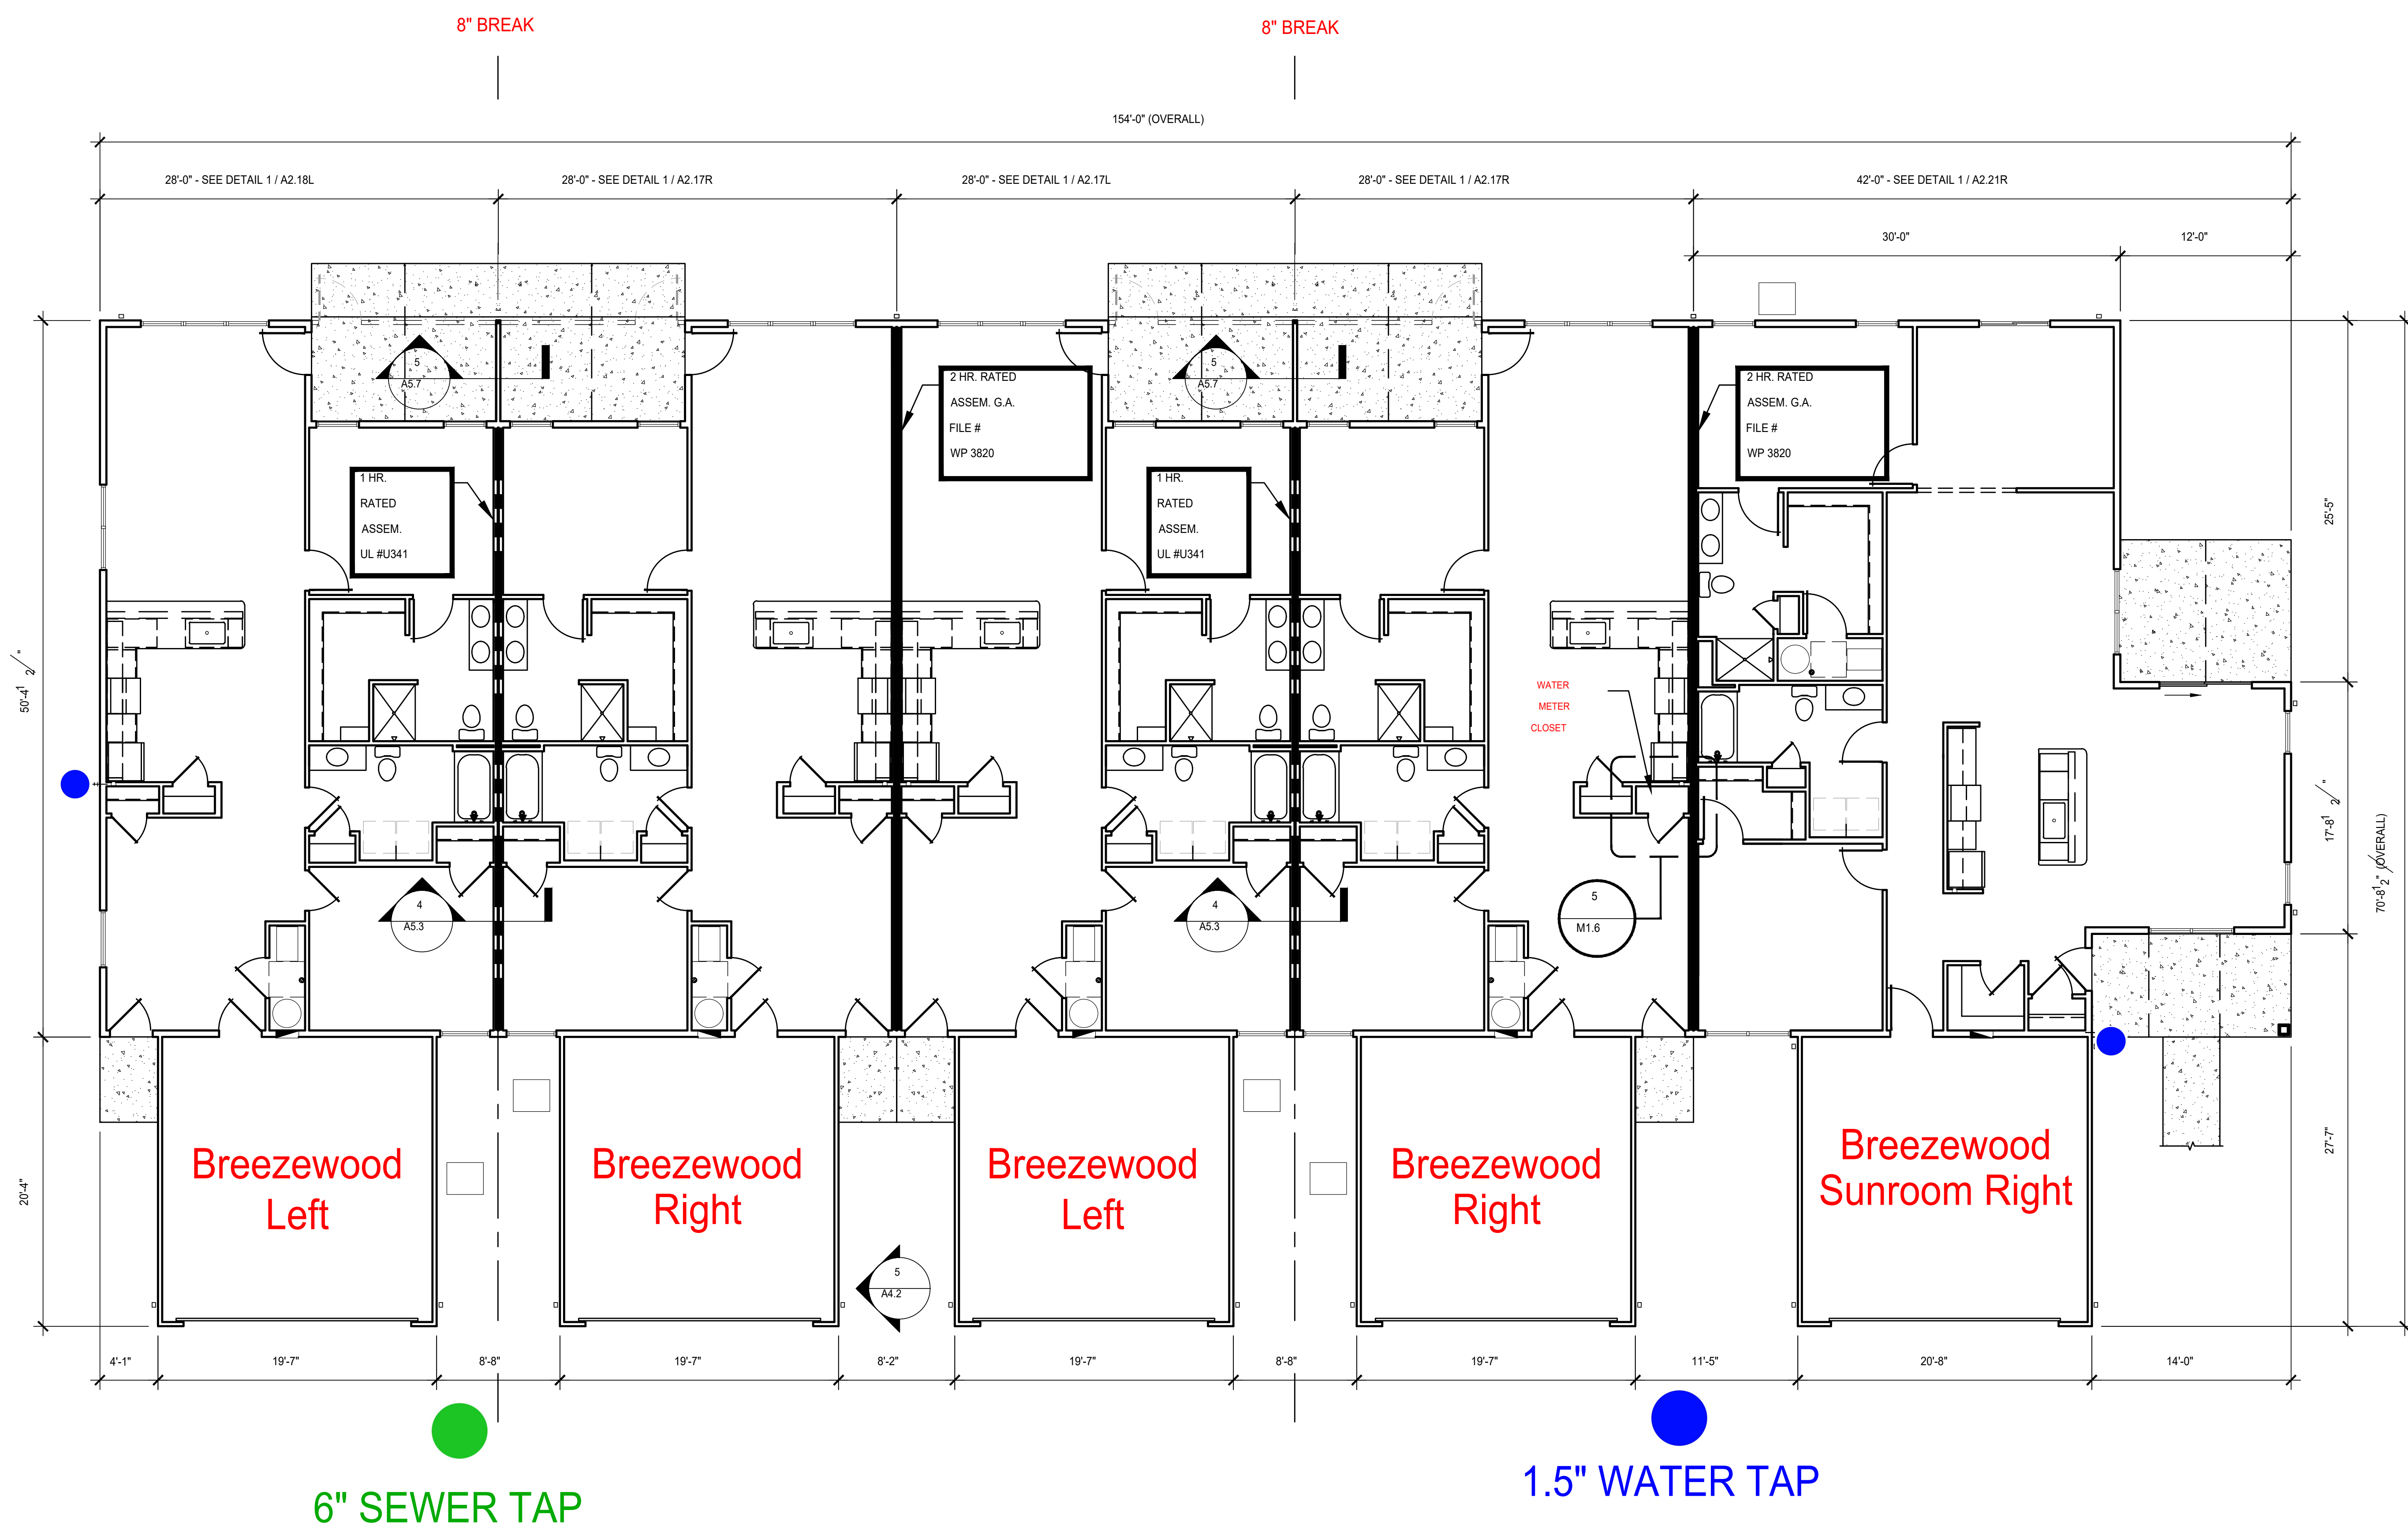 8" BREAK
8" BREAK
154'-0" (OVERALL)
28'-0" - SEE DETAIL 1 / A2.18L
28'-0" - SEE DETAIL 1 / A2.17R
28'-0" - SEE DETAIL 1 / A2.17L
28'-0" - SEE DETAIL 1 / A2.17R
42'-0" - SEE DETAIL 1 / A2.21R
30'-0"
12'-0"
5
A5.7
5
A5.7
2 HR. RATED
ASSEM. G.A.
FILE #
WP 3820
2 HR. RATED
ASSEM. G.A.
FILE #
WP 3820
1 HR.
RATED
ASSEM.
UL #U341
1 HR.
RATED
ASSEM.
UL #U341
25'-5"
50'-4 1/2"
WATER
METER
CLOSET
17'-8 1/2"
70'-8 1/2" (OVERALL)
4
A5.3
4
A5.3
5
M1.6
Breezewood
Left
Breezewood
Right
Breezewood
Left
Breezewood
Right
Breezewood
Sunroom Right
20'-4"
27'-7"
5
A4.2
4'-1"
19'-7"
8'-8"
19'-7"
8'-2"
19'-7"
8'-8"
19'-7"
11'-5"
20'-8"
14'-0"
6" SEWER TAP
1.5" WATER TAP